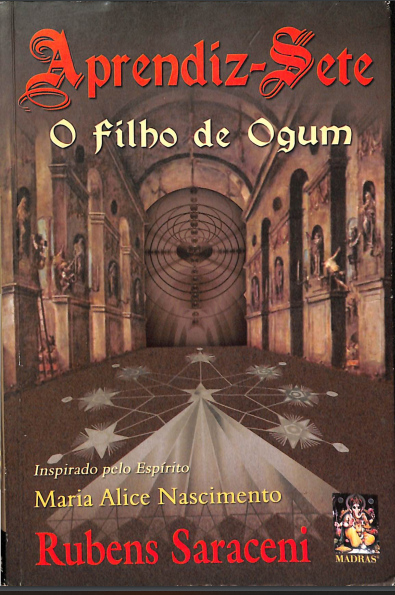 Aprendiz-Sete
O Filho de Ogum
Inspirado pelo Espírito
Maria Alice Nascimento
Rubens Saraceni
MADRAS®